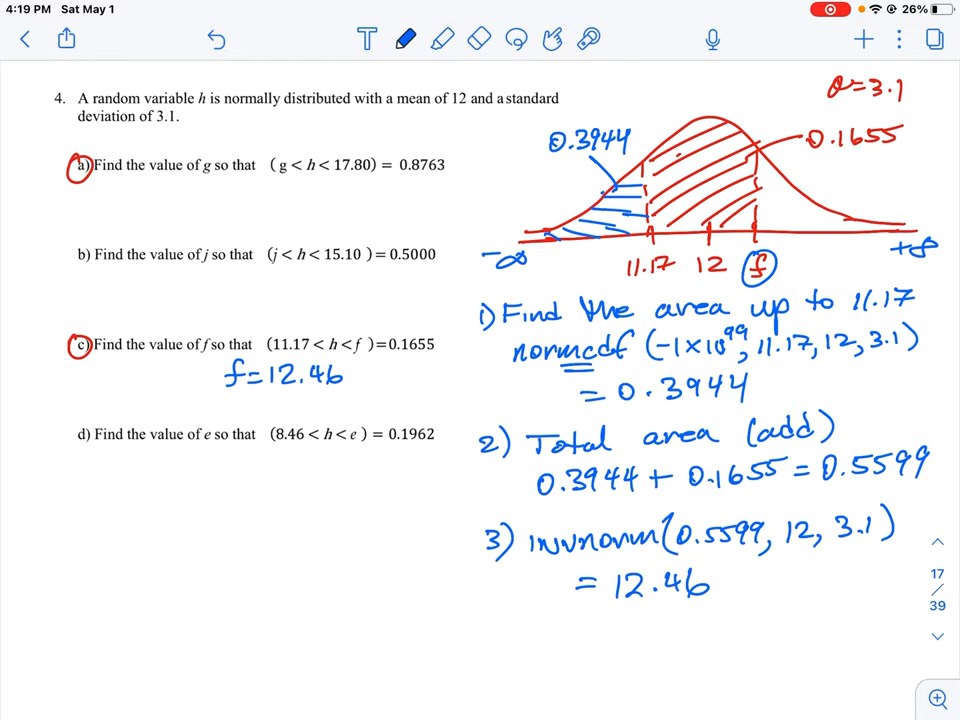 4:19 PM Sat May 1
26%
4. A random variable h is normally distributed with a mean of 12 and a standard
deviation of 3.1.
a) Find the value of g so that ( g < h < 17.80) = 0.8763
b) Find the value of j so that (j < h < 15.10 ) = 0.5000
c) Find the value of f so that (11.17 < h < f ) = 0.1655
f = 12.46
d) Find the value of e so that (8.46 < h < e ) = 0.1962
σ = 3.1
0.3944
0.1655
-∞
11.17 12 f
+∞
1) Find the area up to 11.17
normcdf (-1×10^99, 11.17, 12, 3.1)
= 0.3944
2) Total area (add)
0.3944 + 0.1655 = 0.5599
3) invnorm (0.5599, 12, 3.1)
= 12.46
17
/
39